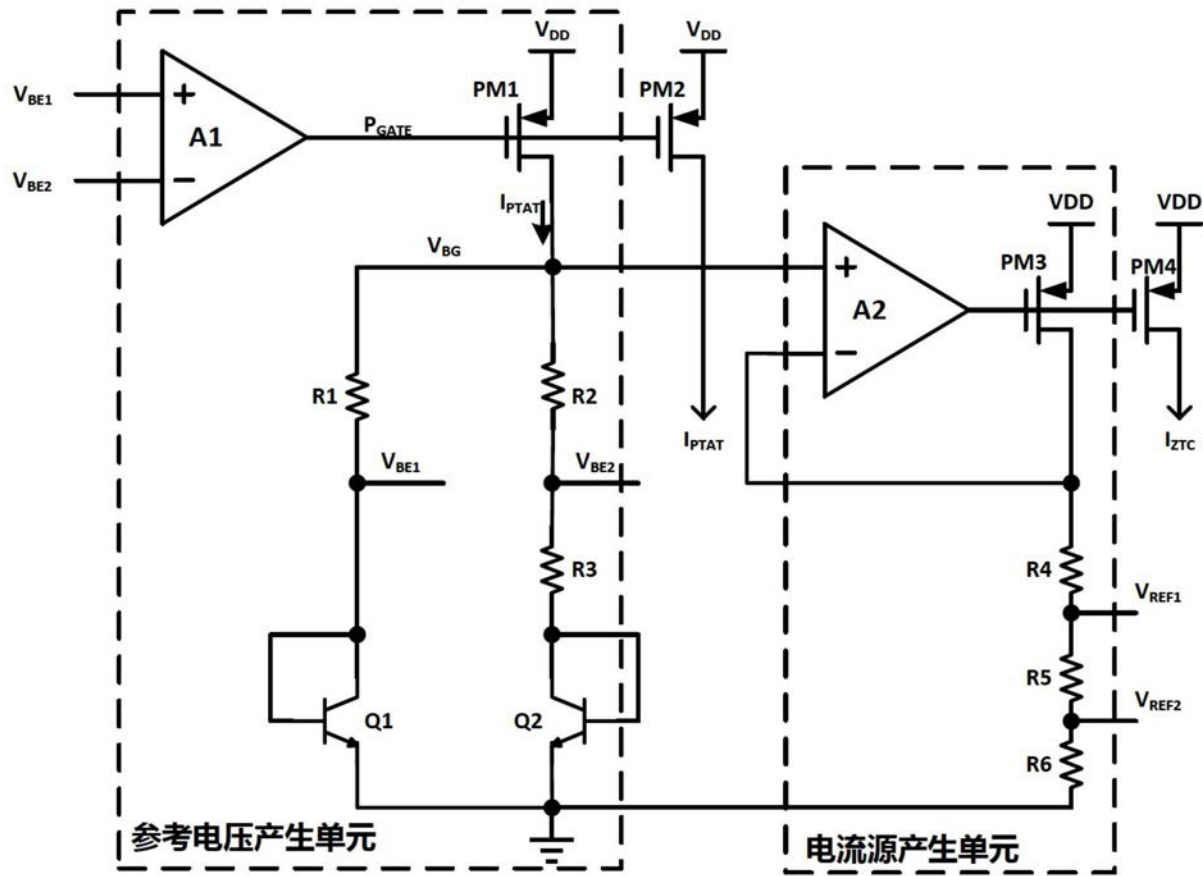 V_DD
V_DD
V_BE1
+
A1
V_BE2
−
P_GATE
PM1
PM2
I_PTAT
V_BG
VDD
VDD
+
A2
−
PM3
PM4
R1
R2
I_PTAT
I_ZTC
V_BE1
V_BE2
R3
R4
V_REF1
R5
Q1
Q2
V_REF2
R6
参考电压产生单元
电流源产生单元